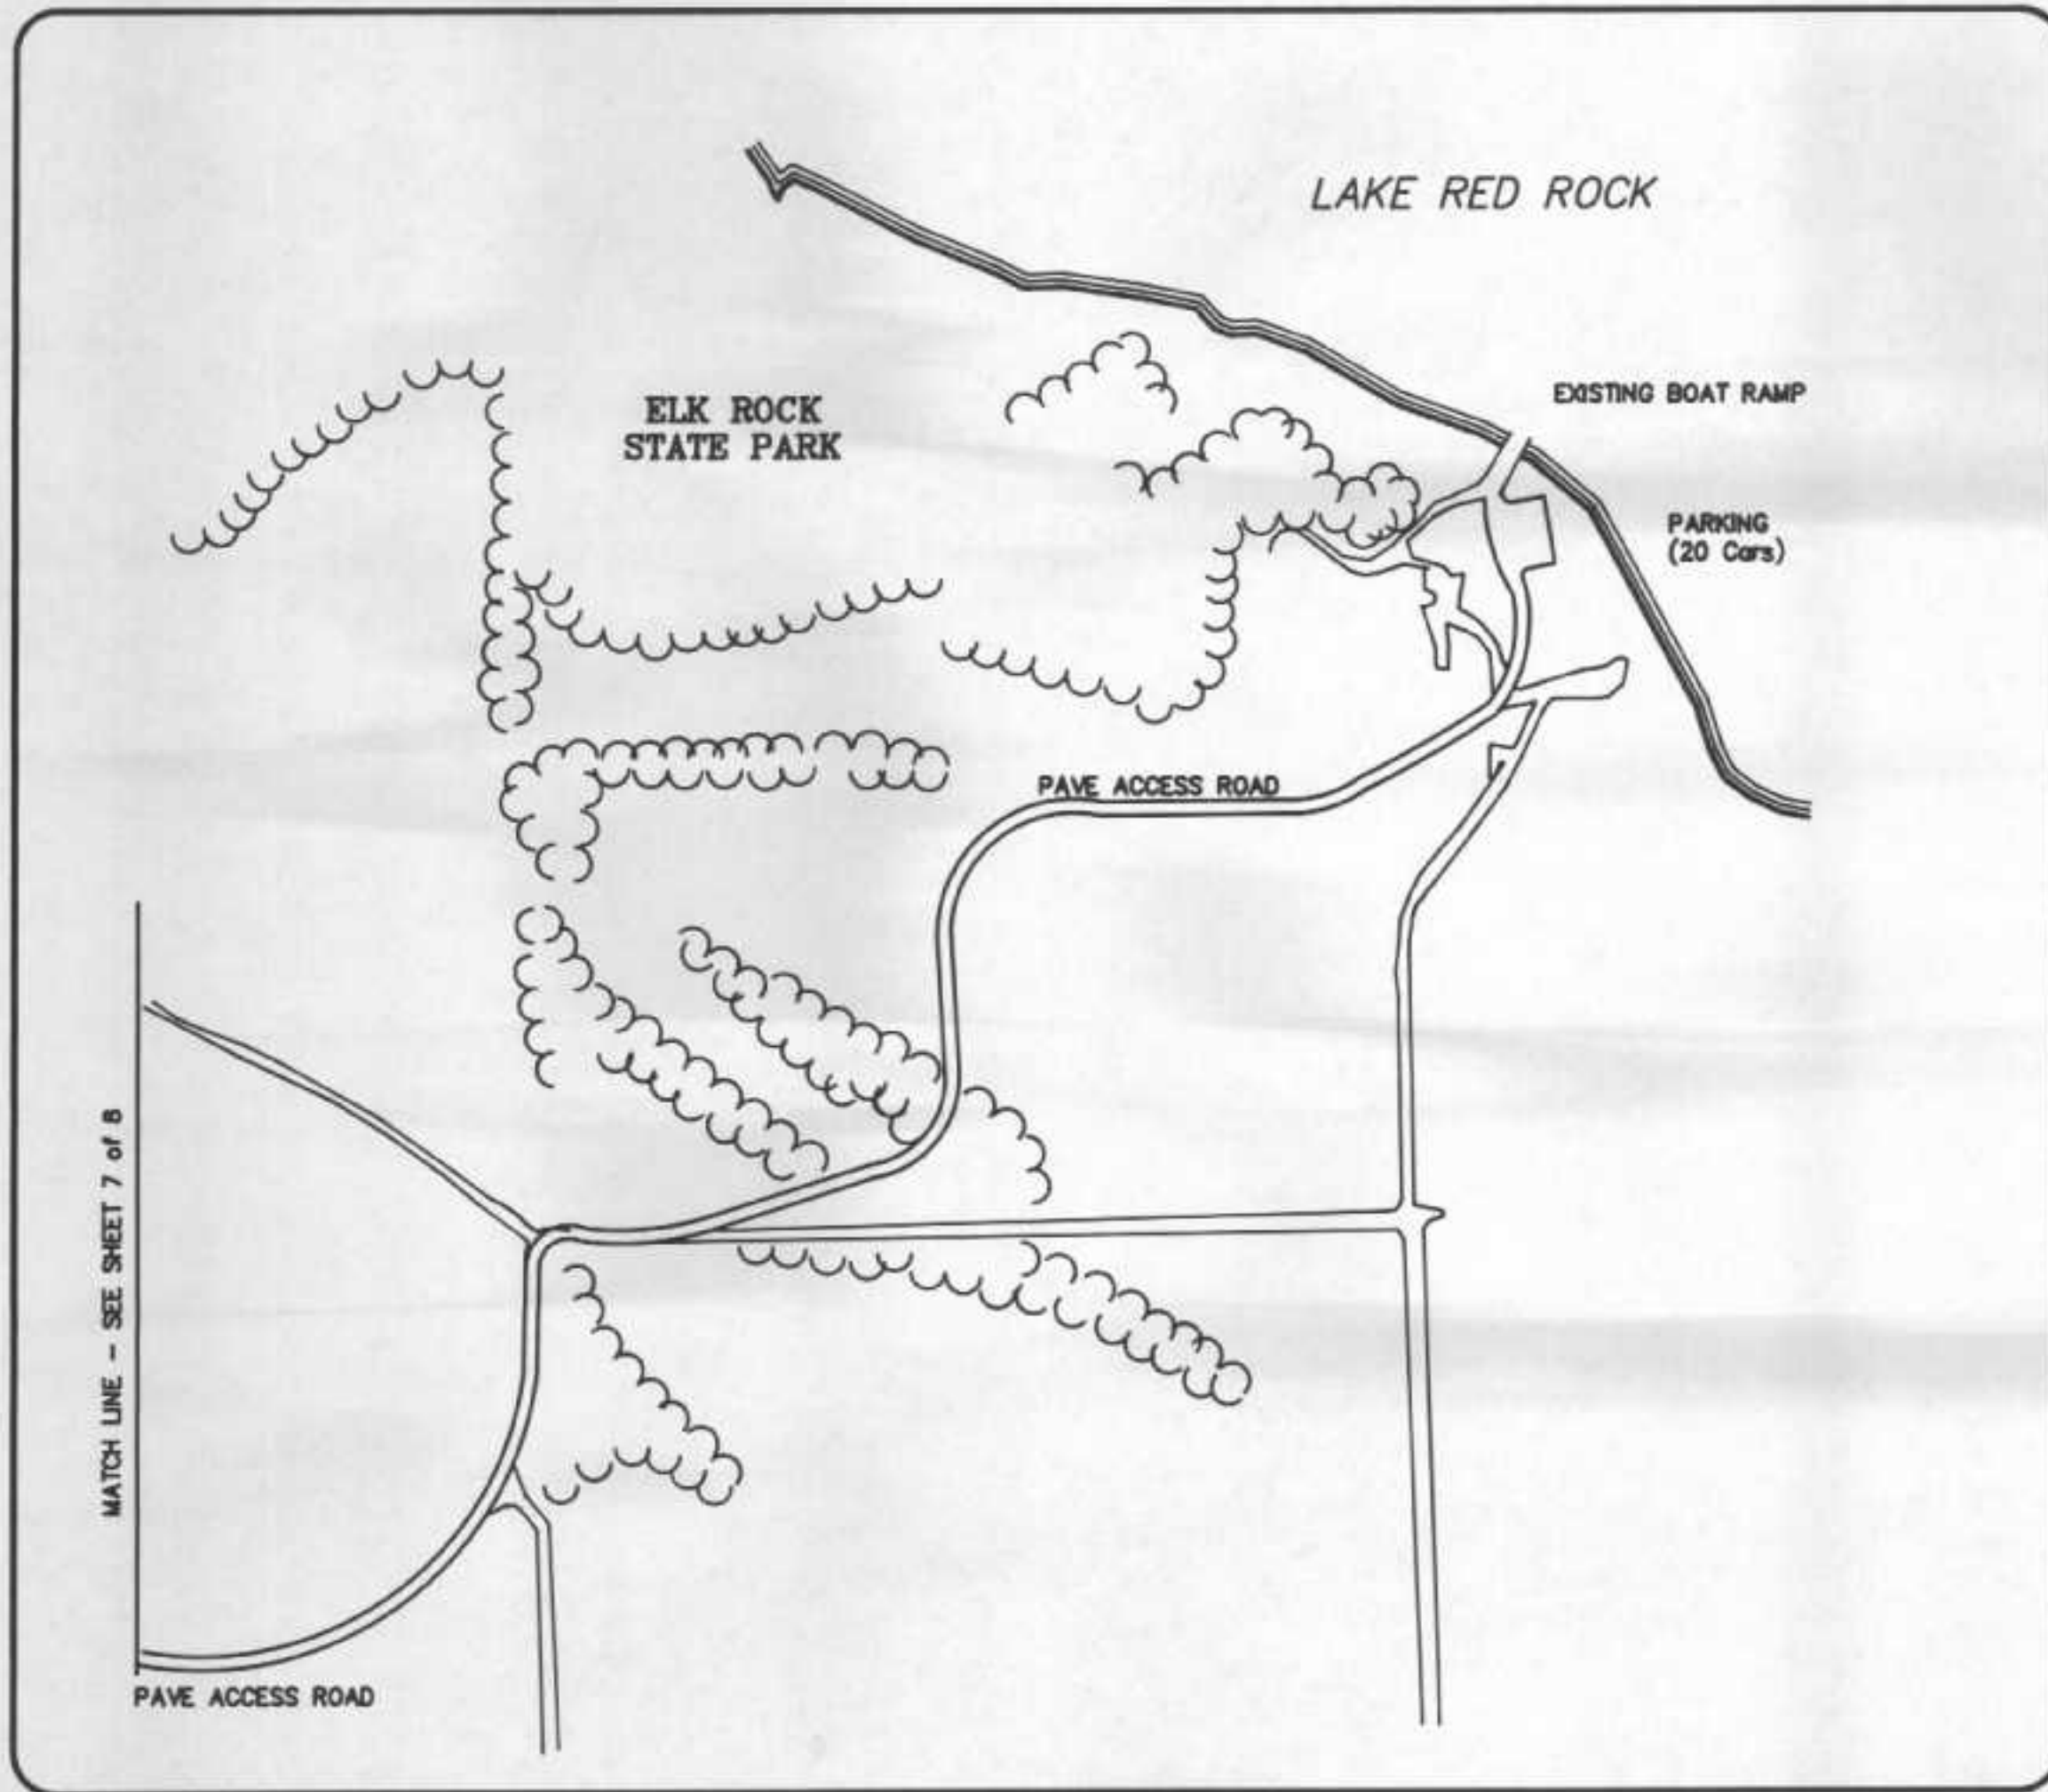 LAKE RED ROCK
EXISTING BOAT RAMP
ELK ROCK
STATE PARK
PARKING
(20 Cars)
PAVE ACCESS ROAD
MATCH LINE - SEE SHEET 7 of 8
PAVE ACCESS ROAD